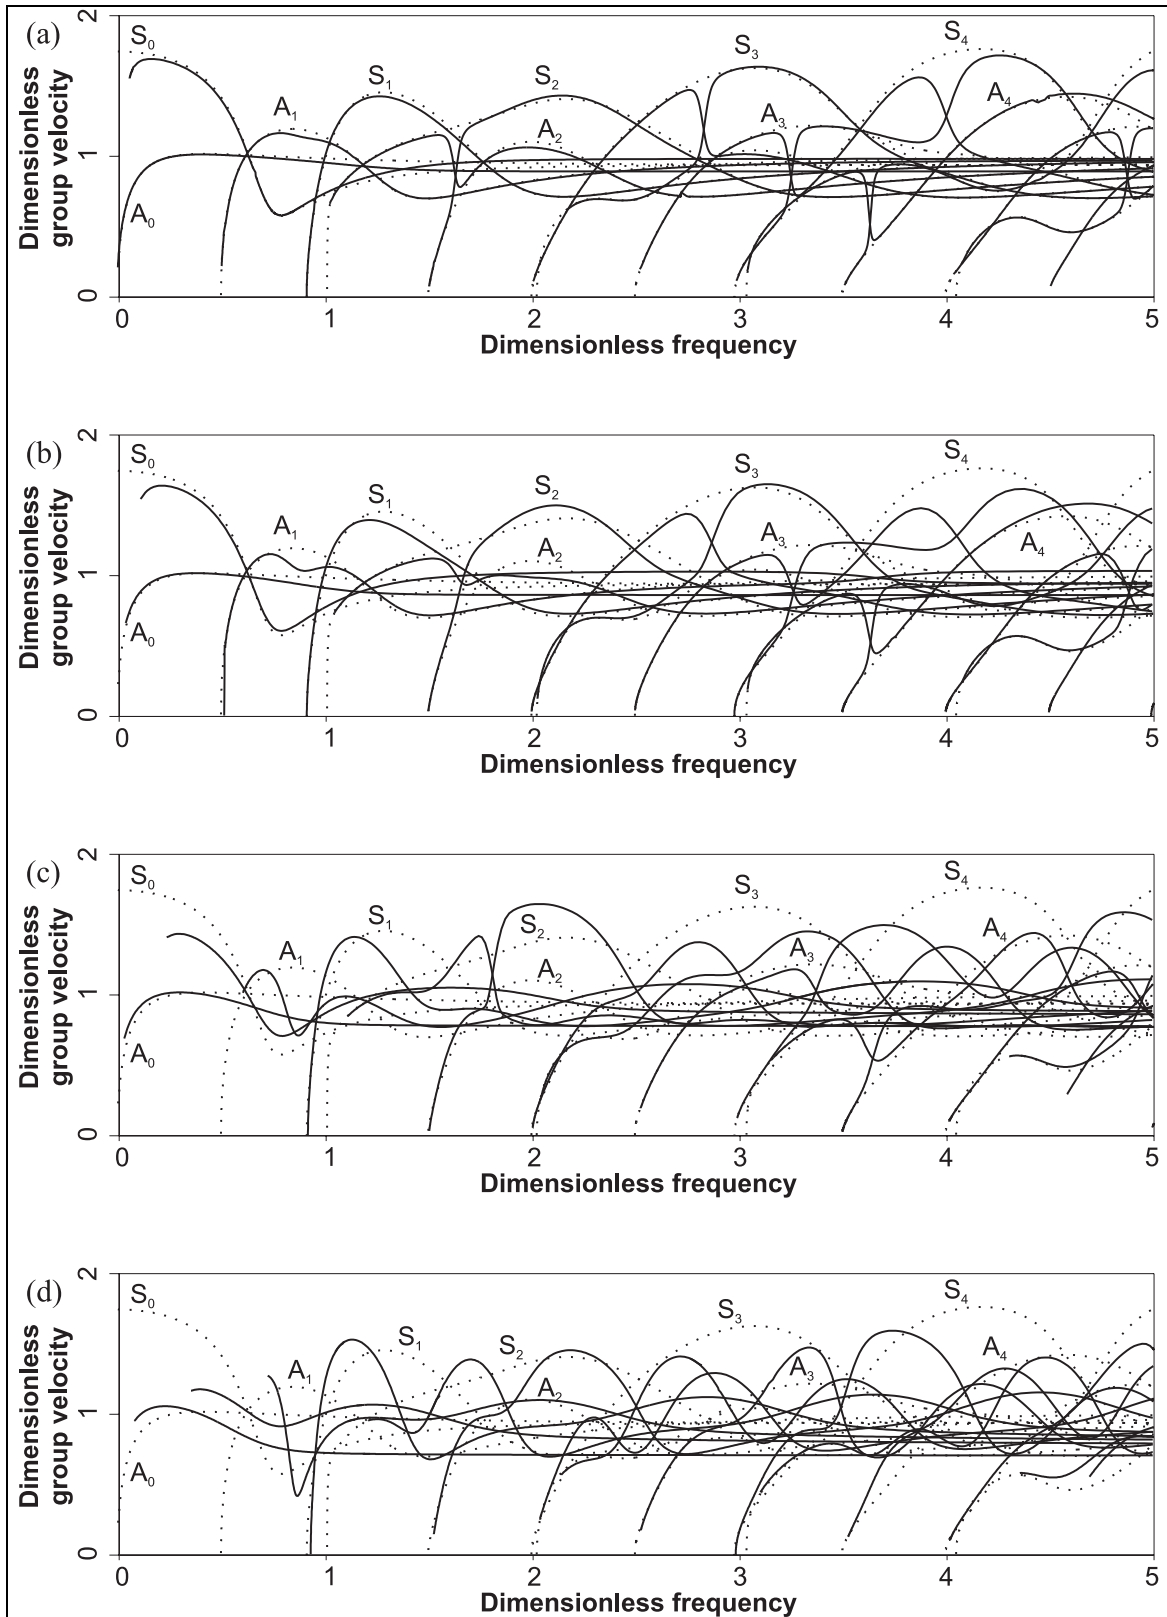 (a)
2
1
0
Dimensionless
group velocity
S₀
A₀
A₁
S₁
S₂
A₂
S₃
A₃
S₄
A₄
0 1 2 3 4 5
Dimensionless frequency
(b)
2
1
0
Dimensionless
group velocity
S₀
A₀
A₁
S₁
S₂
A₂
S₃
A₃
S₄
A₄
0 1 2 3 4 5
Dimensionless frequency
(c)
2
1
0
Dimensionless
group velocity
S₀
A₀
A₁
S₁
S₂
A₂
S₃
A₃
S₄
A₄
0 1 2 3 4 5
Dimensionless frequency
(d)
2
1
0
Dimensionless
group velocity
S₀
A₀
A₁
S₁
S₂
A₂
S₃
A₃
S₄
A₄
0 1 2 3 4 5
Dimensionless frequency